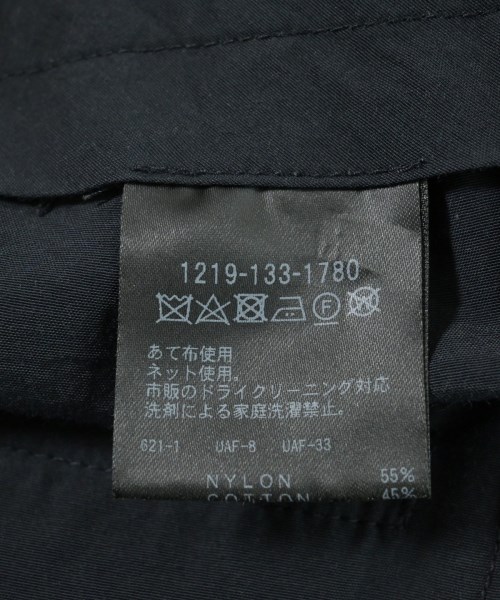 1219-133-1780
F W
あて布使用
ネット使用。
市販のドライクリーニング対応
洗剤による家庭洗濯禁止。
621-1 UAF-8 UAF-33
NYLON 55%
COTTON 45%